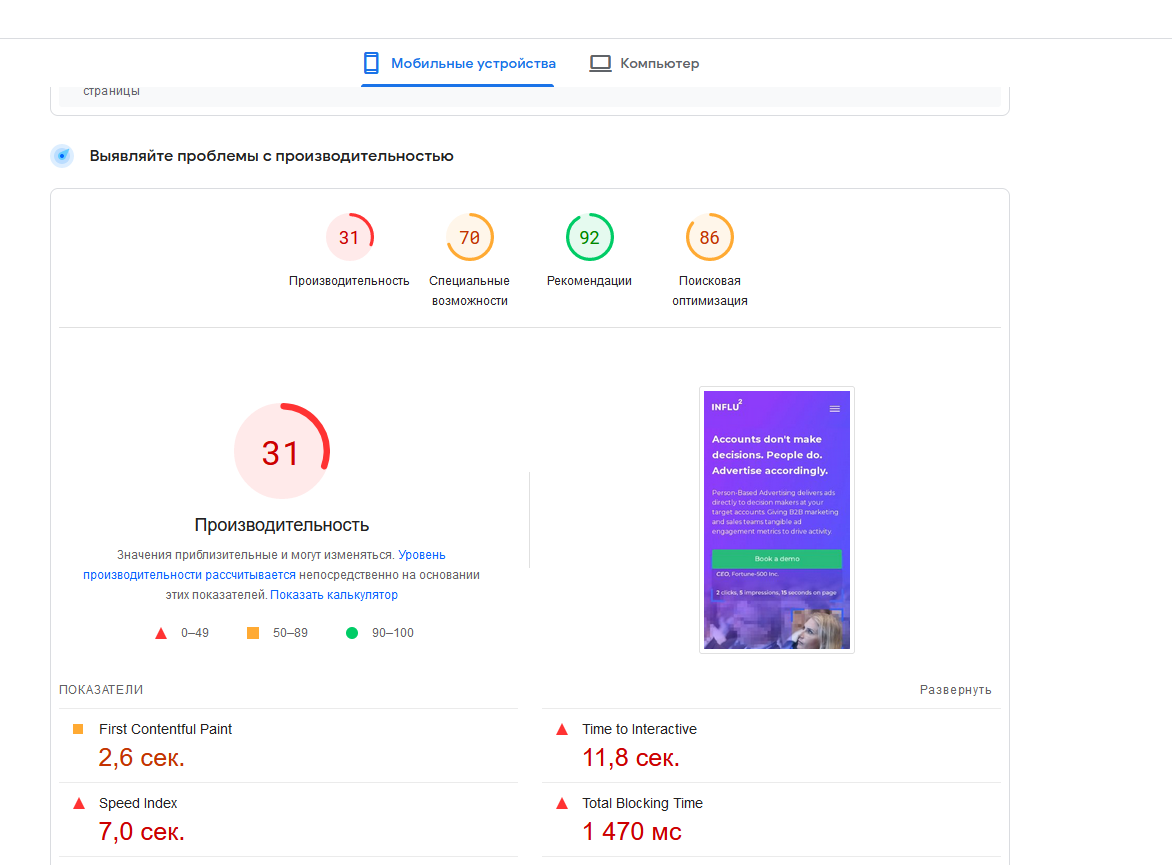 Мобильные устройства
Компьютер
страницы
Выявляйте проблемы с производительностью
31
70
92
86
Производительность
Специальные
возможности
Рекомендации
Поисковая
оптимизация
31
Производительность
Значения приблизительные и могут изменяться. Уровень
производительности рассчитывается непосредственно на основании
этих показателей. Показать калькулятор
0–49
50–89
90–100
INFLU2
Accounts don't make
decisions. People do.
Advertise accordingly.
Person-Based Advertising delivers ads
directly to decision makers at your
target accounts. Giving B2B marketing
and sales teams tangible ad
engagement metrics to drive activity.
Book a demo
CEO, Fortune-500 Inc.
2 clicks, 5 impressions, 15 seconds on page
ПОКАЗАТЕЛИ
Развернуть
First Contentful Paint
2,6 сек.
Time to Interactive
11,8 сек.
Speed Index
7,0 сек.
Total Blocking Time
1 470 мс